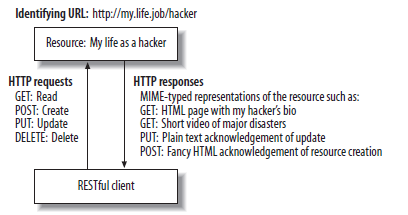 Identifying URL: http://my.life.job/hacker
Resource: My life as a hacker
HTTP requests
GET: Read
POST: Create
PUT: Update
DELETE: Delete
HTTP responses
MIME-typed representations of the resource such as:
GET: HTML page with my hacker's bio
GET: Short video of major disasters
PUT: Plain text acknowledgement of update
POST: Fancy HTML acknowledgement of resource creation
RESTful client